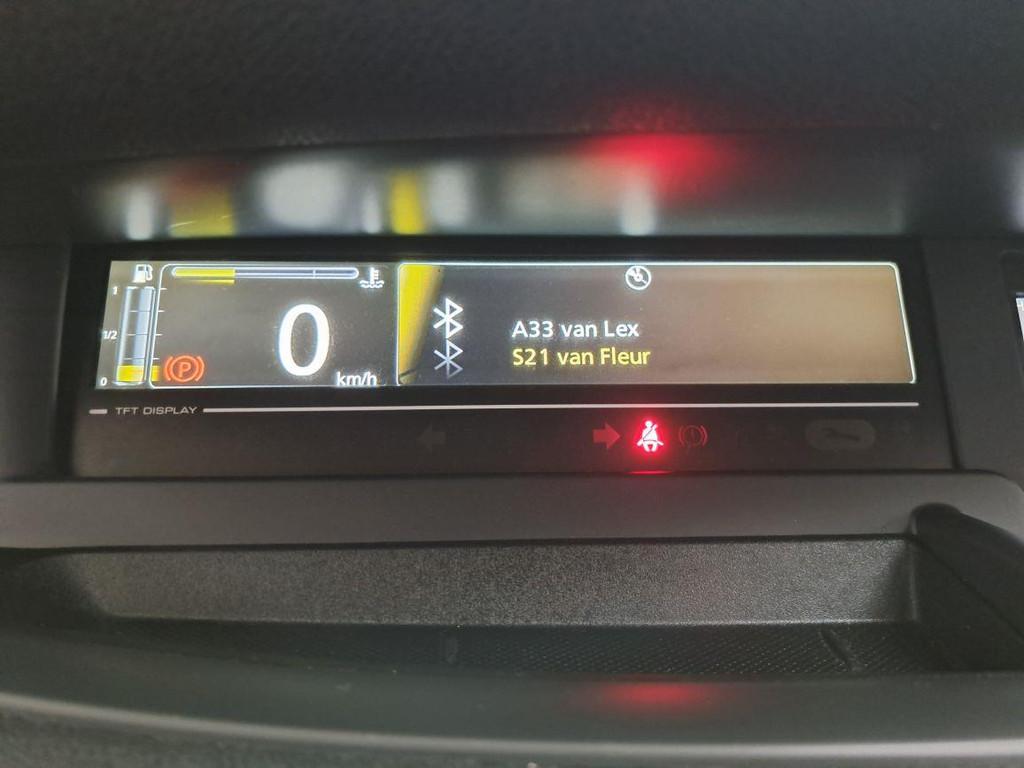 1
1/2
0
P
0
km/h
A33 van Lex
S21 van Fleur
TFT DISPLAY